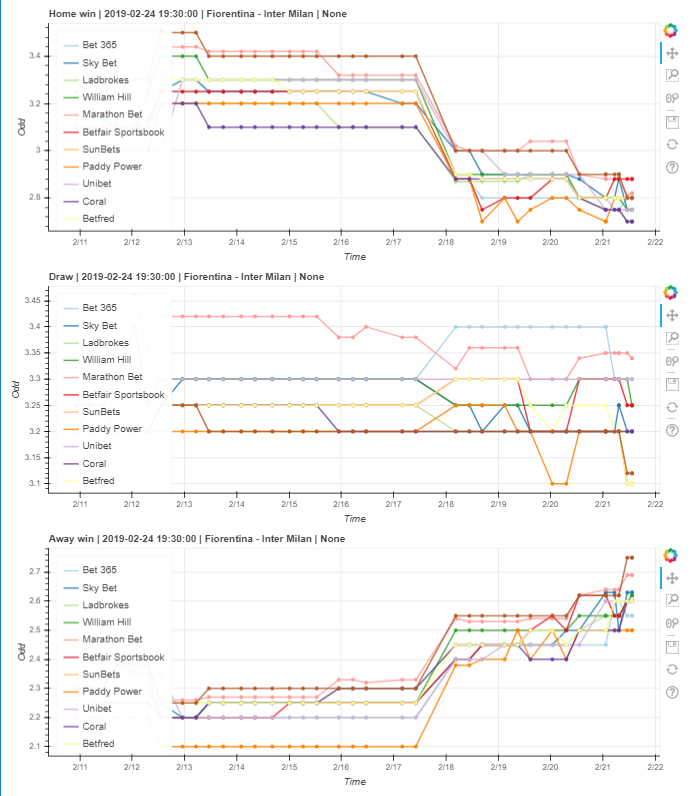 Home win | 2019-02-24 19:30:00 | Fiorentina - Inter Milan | None
3.4
3.2
3
2.8
Odd
Bet 365
Sky Bet
Ladbrokes
William Hill
Marathon Bet
Betfair Sportsbook
SunBets
Paddy Power
Unibet
Coral
Betfred
2/11 2/12 2/13 2/14 2/15 2/16 2/17 2/18 2/19 2/20 2/21 2/22
Time
Draw | 2019-02-24 19:30:00 | Fiorentina - Inter Milan | None
3.45
3.4
3.35
3.3
3.25
3.2
3.15
3.1
Odd
Bet 365
Sky Bet
Ladbrokes
William Hill
Marathon Bet
Betfair Sportsbook
SunBets
Paddy Power
Unibet
Coral
Betfred
2/11 2/12 2/13 2/14 2/15 2/16 2/17 2/18 2/19 2/20 2/21 2/22
Time
Away win | 2019-02-24 19:30:00 | Fiorentina - Inter Milan | None
2.7
2.6
2.5
2.4
2.3
2.2
2.1
Odd
Bet 365
Sky Bet
Ladbrokes
William Hill
Marathon Bet
Betfair Sportsbook
SunBets
Paddy Power
Unibet
Coral
Betfred
2/11 2/12 2/13 2/14 2/15 2/16 2/17 2/18 2/19 2/20 2/21 2/22
Time